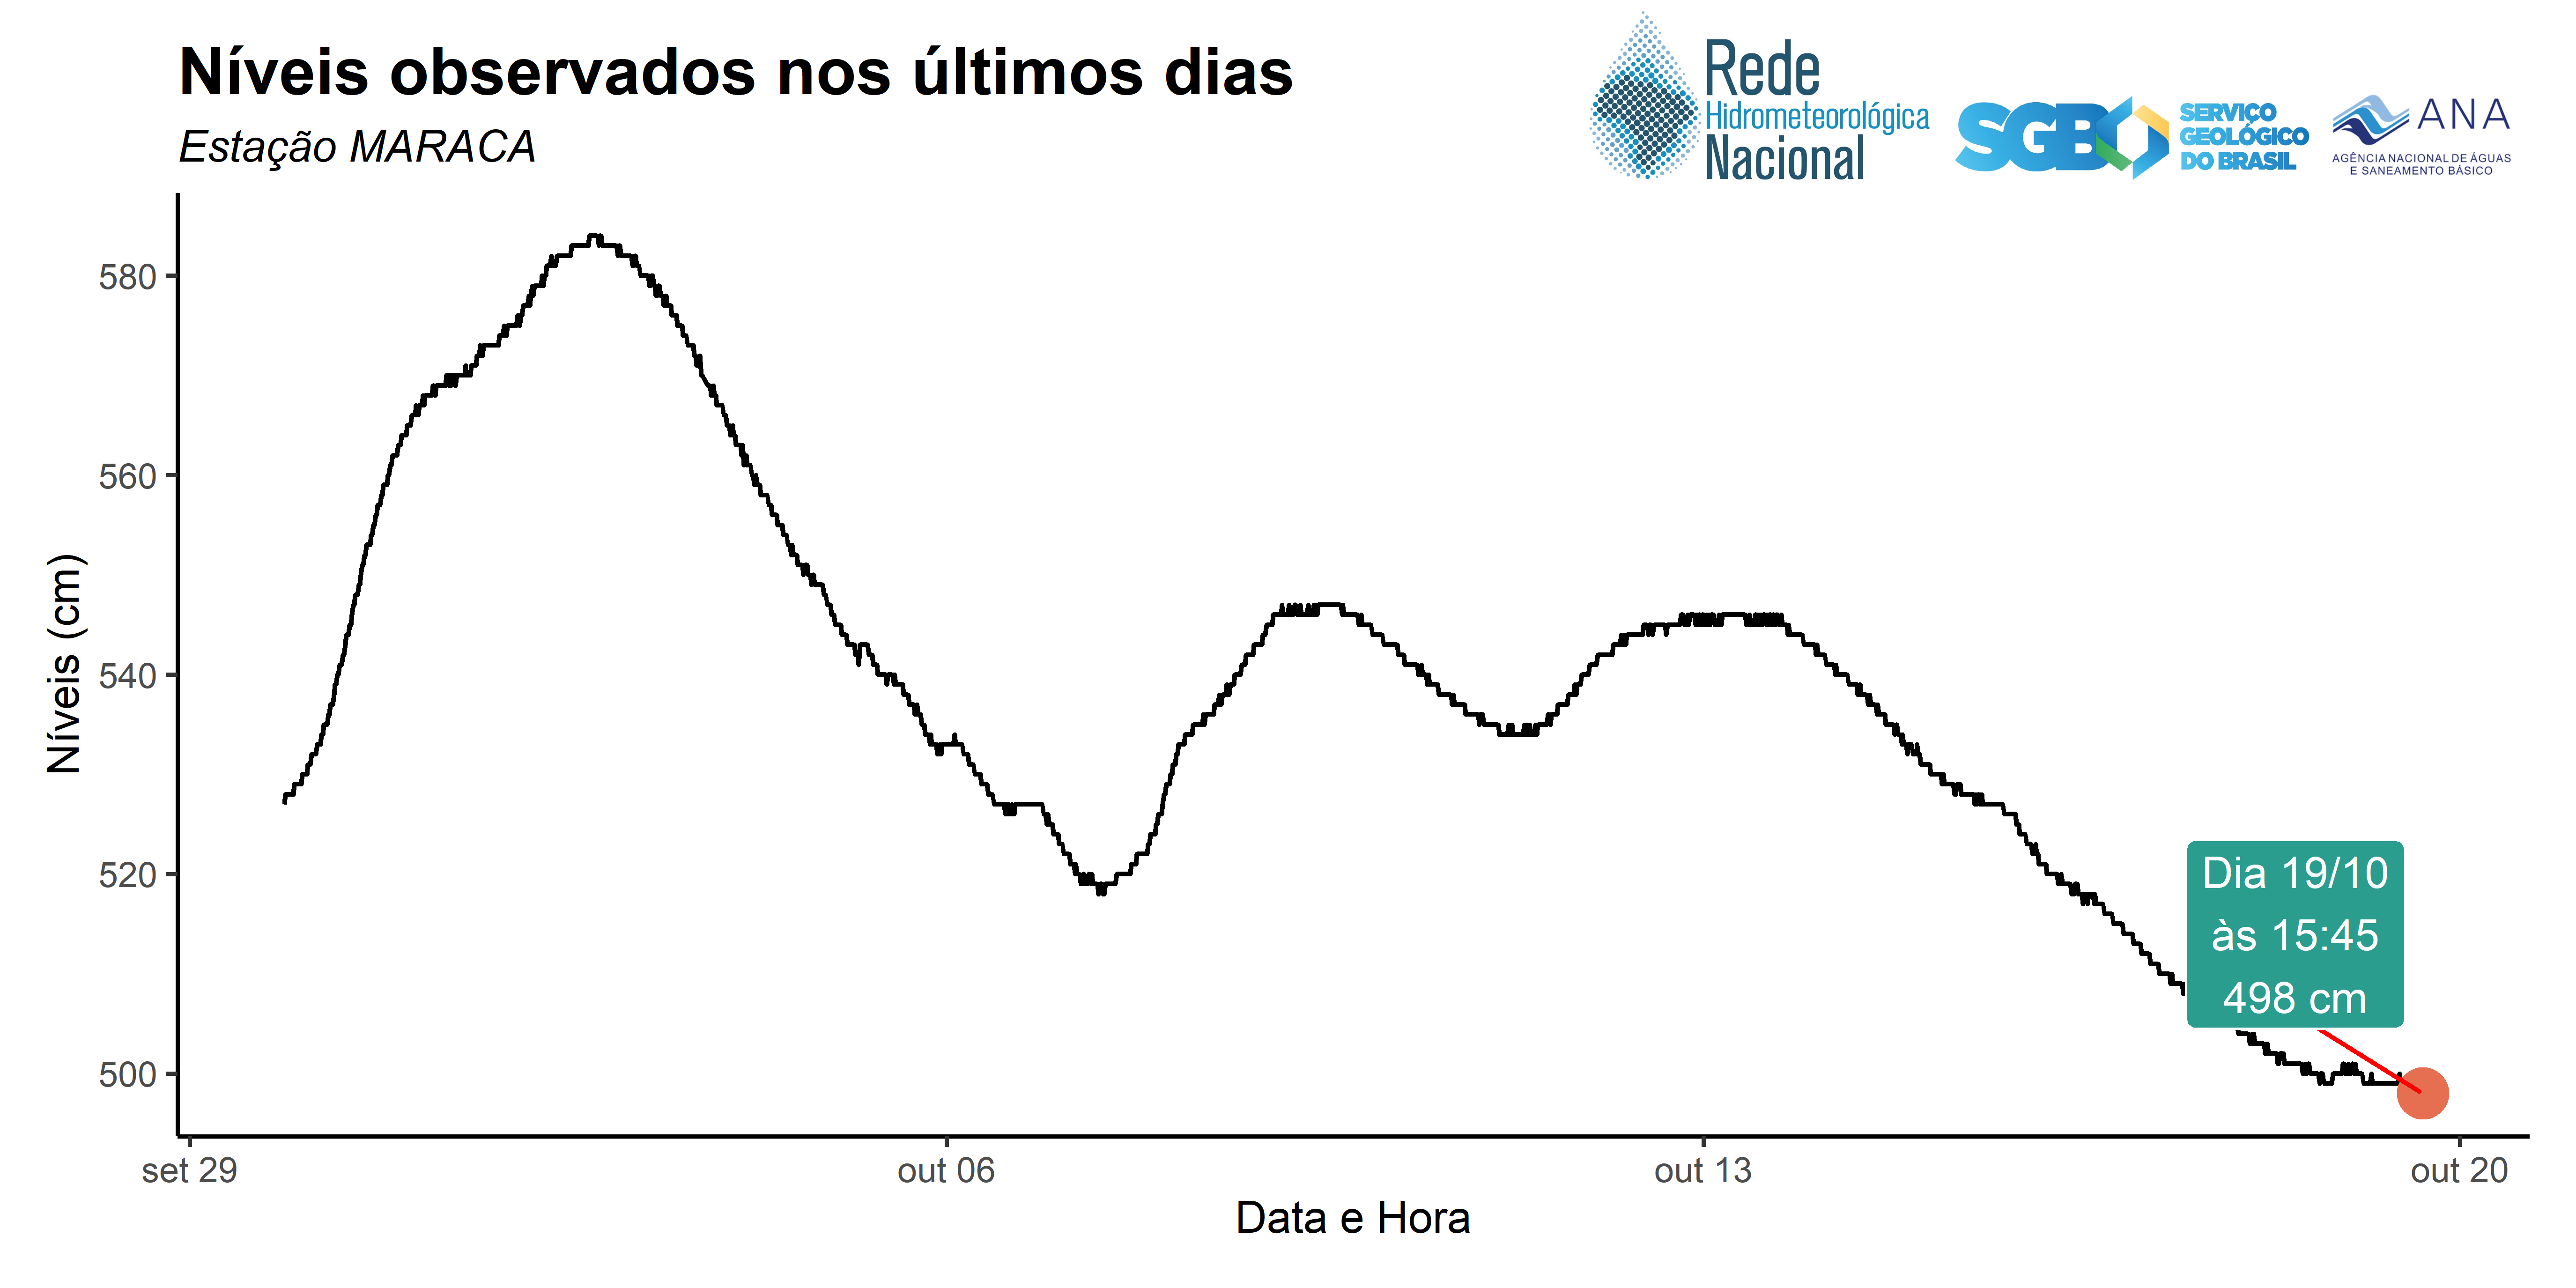 Níveis observados nos últimos dias
Estação MARACA
Rede
Hidrometeorológica
Nacional
SGB
SERVIÇO
GEOLÓGICO
DO BRASIL
ANA
AGÊNCIA NACIONAL DE ÁGUAS
E SANEAMENTO BÁSICO
Níveis (cm)
580
560
540
520
500
Dia 19/10
às 15:45
498 cm
set 29
out 06
out 13
out 20
Data e Hora